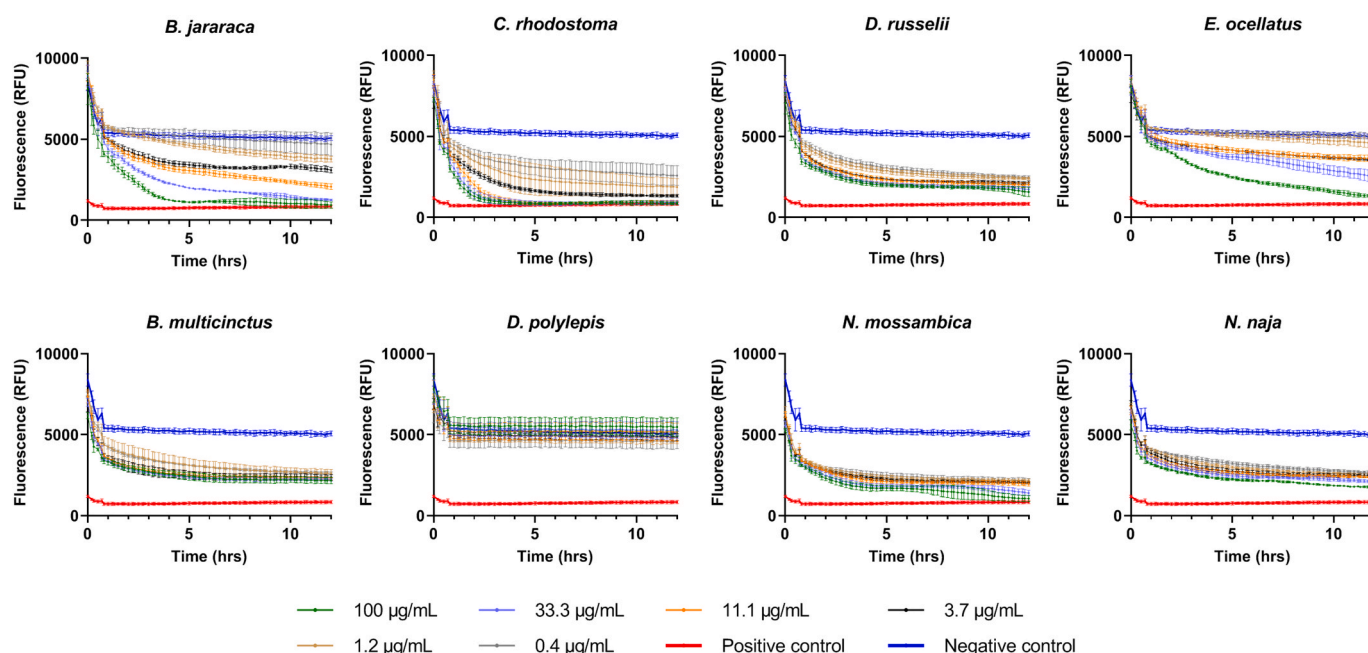 B. jararaca
C. rhodostoma
D. russelii
E. ocellatus
Fluorescence (RFU)
10000
5000
0
0 5 10
Time (hrs)
Fluorescence (RFU)
10000
5000
0
0 5 10
Time (hrs)
Fluorescence (RFU)
10000
5000
0
0 5 10
Time (hrs)
Fluorescence (RFU)
10000
5000
0
0 5 10
Time (hrs)
B. multicinctus
D. polylepis
N. mossambica
N. naja
Fluorescence (RFU)
10000
5000
0
0 5 10
Time (hrs)
Fluorescence (RFU)
10000
5000
0
0 5 10
Time (hrs)
Fluorescence (RFU)
10000
5000
0
0 5 10
Time (hrs)
Fluorescence (RFU)
10000
5000
0
0 5 10
Time (hrs)
100 µg/mL 33.3 µg/mL 11.1 µg/mL 3.7 µg/mL
1.2 µg/mL 0.4 µg/mL Positive control Negative control